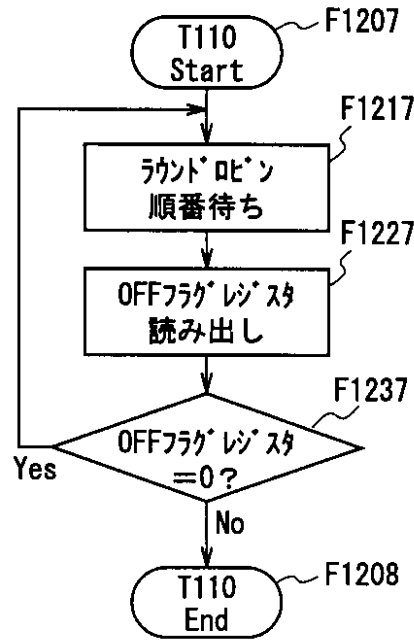 T110
Start
F1207
F1217
ラウンドロビン
順番待ち
F1227
OFFフラグレジスタ
読み出し
F1237
OFFフラグレジスタ
=0?
Yes
No
T110
End
F1208